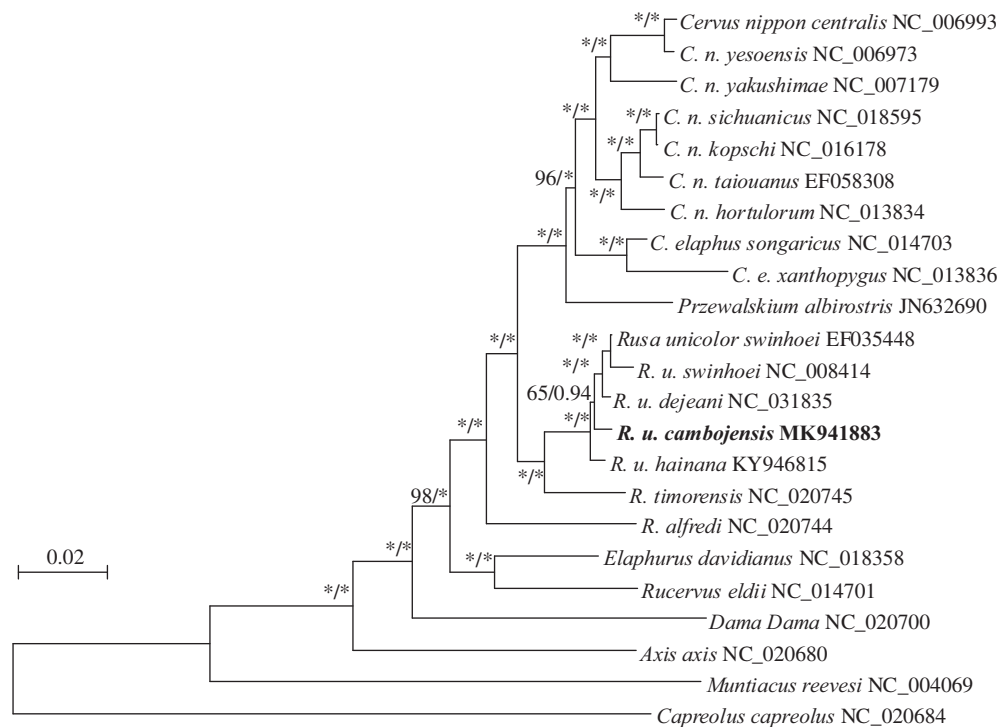 */*
Cervus nippon centralis NC_006993
*/*
C. n. yesoensis NC_006973
C. n. yakushimae NC_007179
*/*
*/*
C. n. sichuanicus NC_018595
*/*
C. n. kopschi NC_016178
96/*
C. n. taiouanus EF058308
*/*
C. n. hortulorum NC_013834
*/*
*/*
C. elaphus songaricus NC_014703
C. e. xanthopygus NC_013836
Przewalskium albirostris JN632690
*/*
*/*
Rusa unicolor swinhoei EF035448
*/*
R. u. swinhoei NC_008414
65/0.94
R. u. dejeani NC_031835
*/*
R. u. cambojensis MK941883
R. u. hainana KY946815
*/*
R. timorensis NC_020745
*/*
98/*
R. alfredi NC_020744
*/*
*/*
Elaphurus davidianus NC_018358
0.02
Rucervus eldii NC_014701
*/*
Dama Dama NC_020700
Axis axis NC_020680
Muntiacus reevesi NC_004069
Capreolus capreolus NC_020684